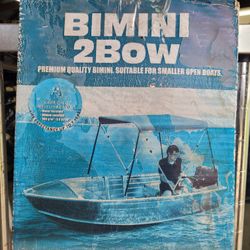 BIMINI
2BOW
PREMIUM QUALITY BIMINI, SUITABLE FOR SMALLER OPEN BOATS.